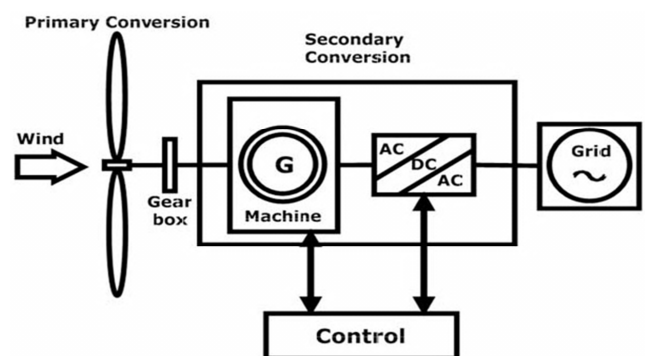 Primary Conversion
Secondary
Conversion
Wind
Gear
box
G
Machine
AC
DC
AC
Grid
Control